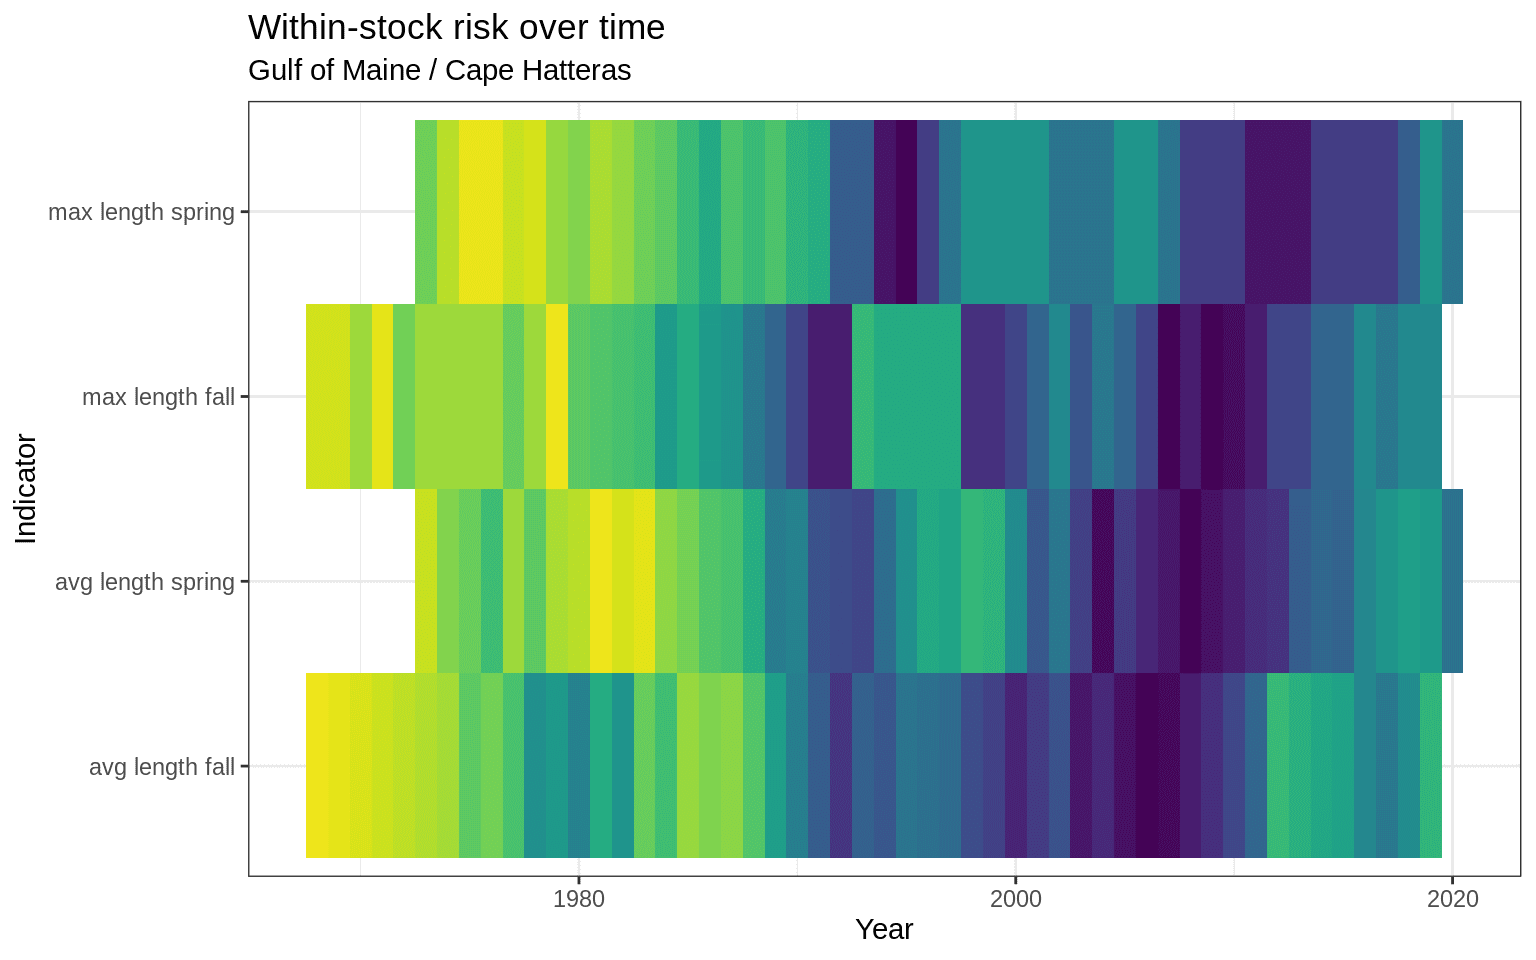 Within-stock risk over time
Gulf of Maine / Cape Hatteras
max length spring
max length fall
avg length spring
avg length fall
Indicator
1980
2000
2020
Year